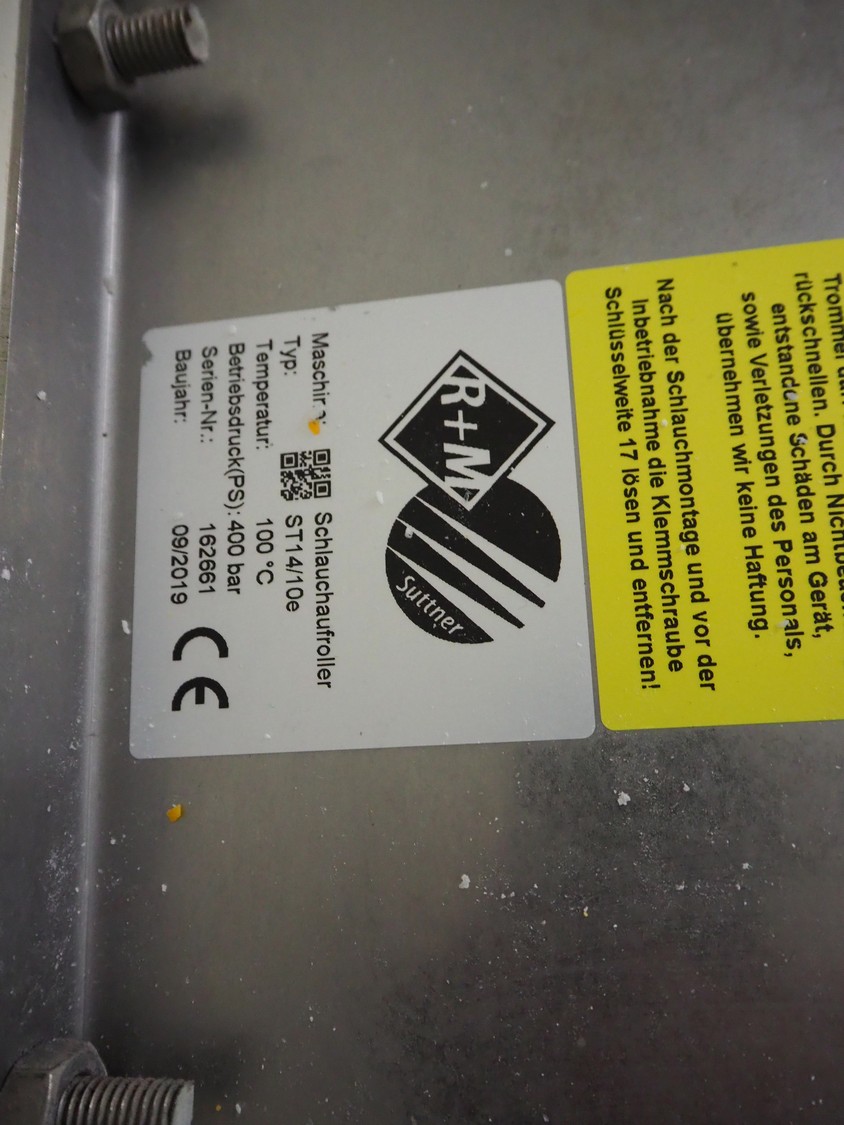 rückschnellen. Durch
entstandene Schäden am Gerät,
sowie Verletzungen des Personals,
übernehmen wir keine Haftung.
Nach der Schlauchmontage und vor der
Inbetriebnahme die Klemmschraube
Schlüsselweite 17 lösen und entfernen!
R+M
Suttner
Maschine: Schlauchaufroller
Typ: ST14/10e
Temperatur: 100 °C
Betriebsdruck(PS): 400 bar
Serien-Nr.: 162661
Baujahr: 09/2019
CE